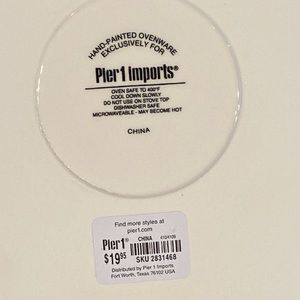 HAND-PAINTED OVENWARE
EXCLUSIVELY FOR
Pier 1 imports®
OVEN SAFE TO 400°F
COOL DOWN SLOWLY
DO NOT USE ON STOVE TOP
DISHWASHER SAFE
MICROWAVEABLE - MAY BECOME HOT
CHINA
Find more styles at
pier1.com
Pier1® CHINA 4104109
$19.95 SKU 2831468
Distributed by Pier 1 Imports
Fort Worth, Texas 76102 USA